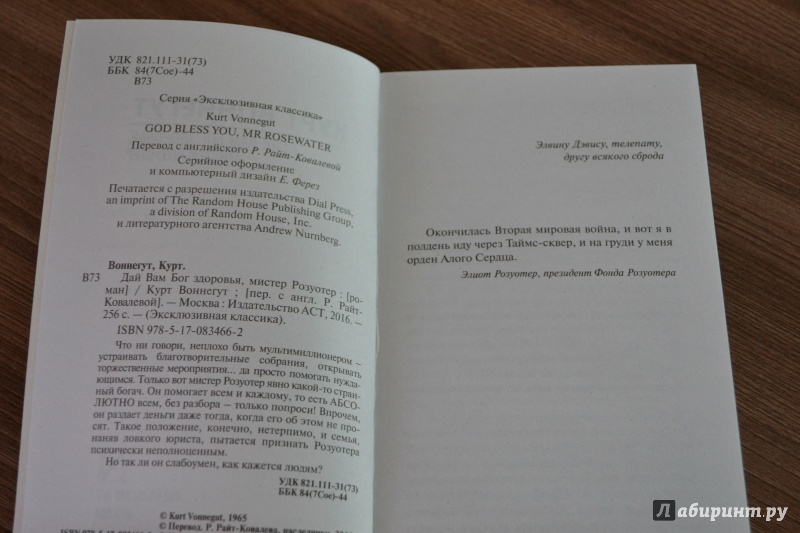 УДК 821.111-31(73)
ББК 84(7Сое)-44
В73
Серия «Эксклюзивная классика»
Kurt Vonnegut
GOD BLESS YOU, MR ROSEWATER
Перевод с английского Р. Райт-Ковалевой
Серийное оформление
и компьютерный дизайн Е. Ферез
Печатается с разрешения издательства Dial Press,
an imprint of The Random House Publishing Group,
a division of Random House, Inc.
и литературного агентства Andrew Nurnberg.
Воннегут, Курт.
В73 Дай Вам Бог здоровья, мистер Розуотер : [ро-
ман] / Курт Воннегут ; [пер. с англ. Р. Райт-
Ковалевой]. — Москва : Издательство АСТ, 2016. —
256 с. — (Эксклюзивная классика).
ISBN 978-5-17-083466-2
Что ни говори, неплохо быть мультимиллионером —
устраивать благотворительные собрания, открывать
торжественные мероприятия... да просто помогать нужда-
ющимся. Только вот мистер Розуотер явно какой-то стран-
ный богач. Он помогает всем и каждому, то есть АБСО-
ЛЮТНО всем, без разбора — только попроси! Впрочем,
он раздает деньги даже тогда, когда его об этом не про-
сят. Такое положение, конечно, нетерпимо, и семья,
наняв ловкого юриста, пытается признать Розуотера
психически неполноценным.
Но так ли он слабоумен, как кажется людям?
УДК 821.111-31(73)
ББК 84(7Сое)-44
© Kurt Vonnegut, 1965
© Перевод. Р. Райт-Ковалева, наследники
Элвину Дэвису, телепату,
другу всякого сброда
Окончилась Вторая мировая война, и вот я в
полдень иду через Таймс-сквер, и на груди у меня
орден Алого Сердца.
Элиот Розуотер, президент Фонда Розуотера
Лабиринт.ру